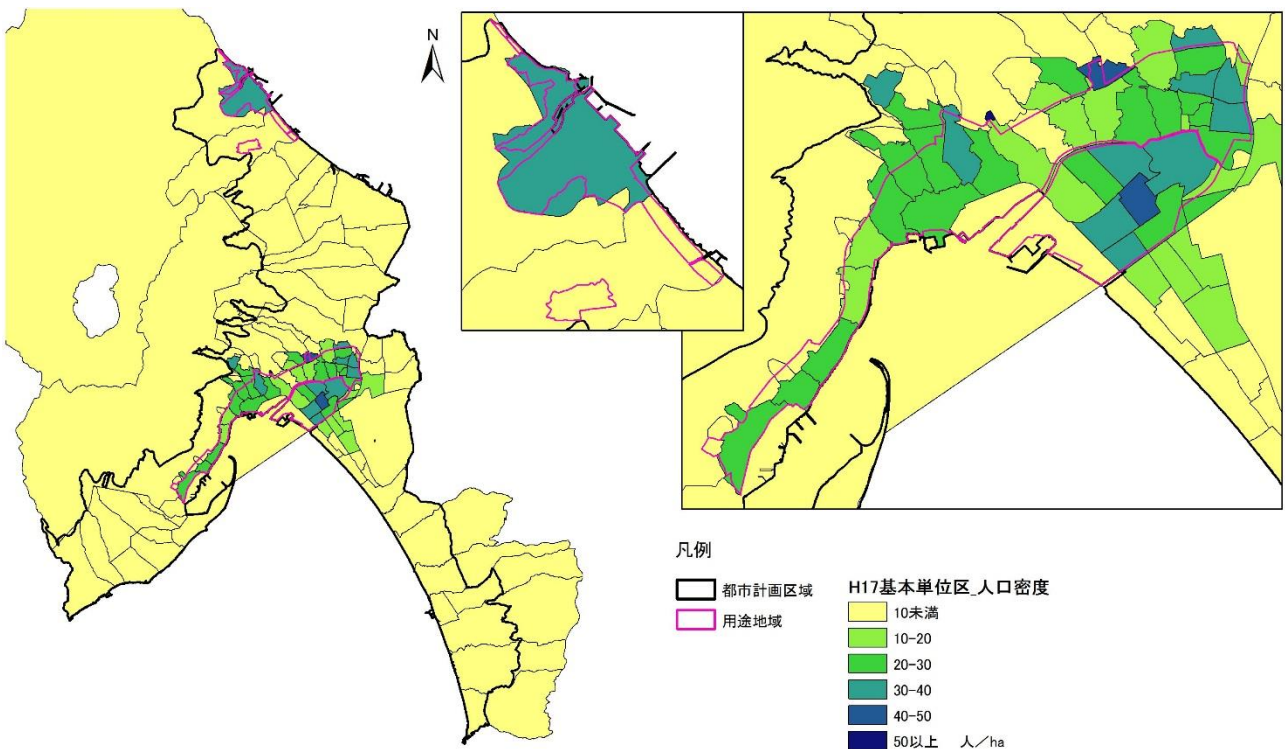 N
凡例
都市計画区域
用途地域
H17基本単位区_人口密度
10未満
10-20
20-30
30-40
40-50
50以上 人/ha